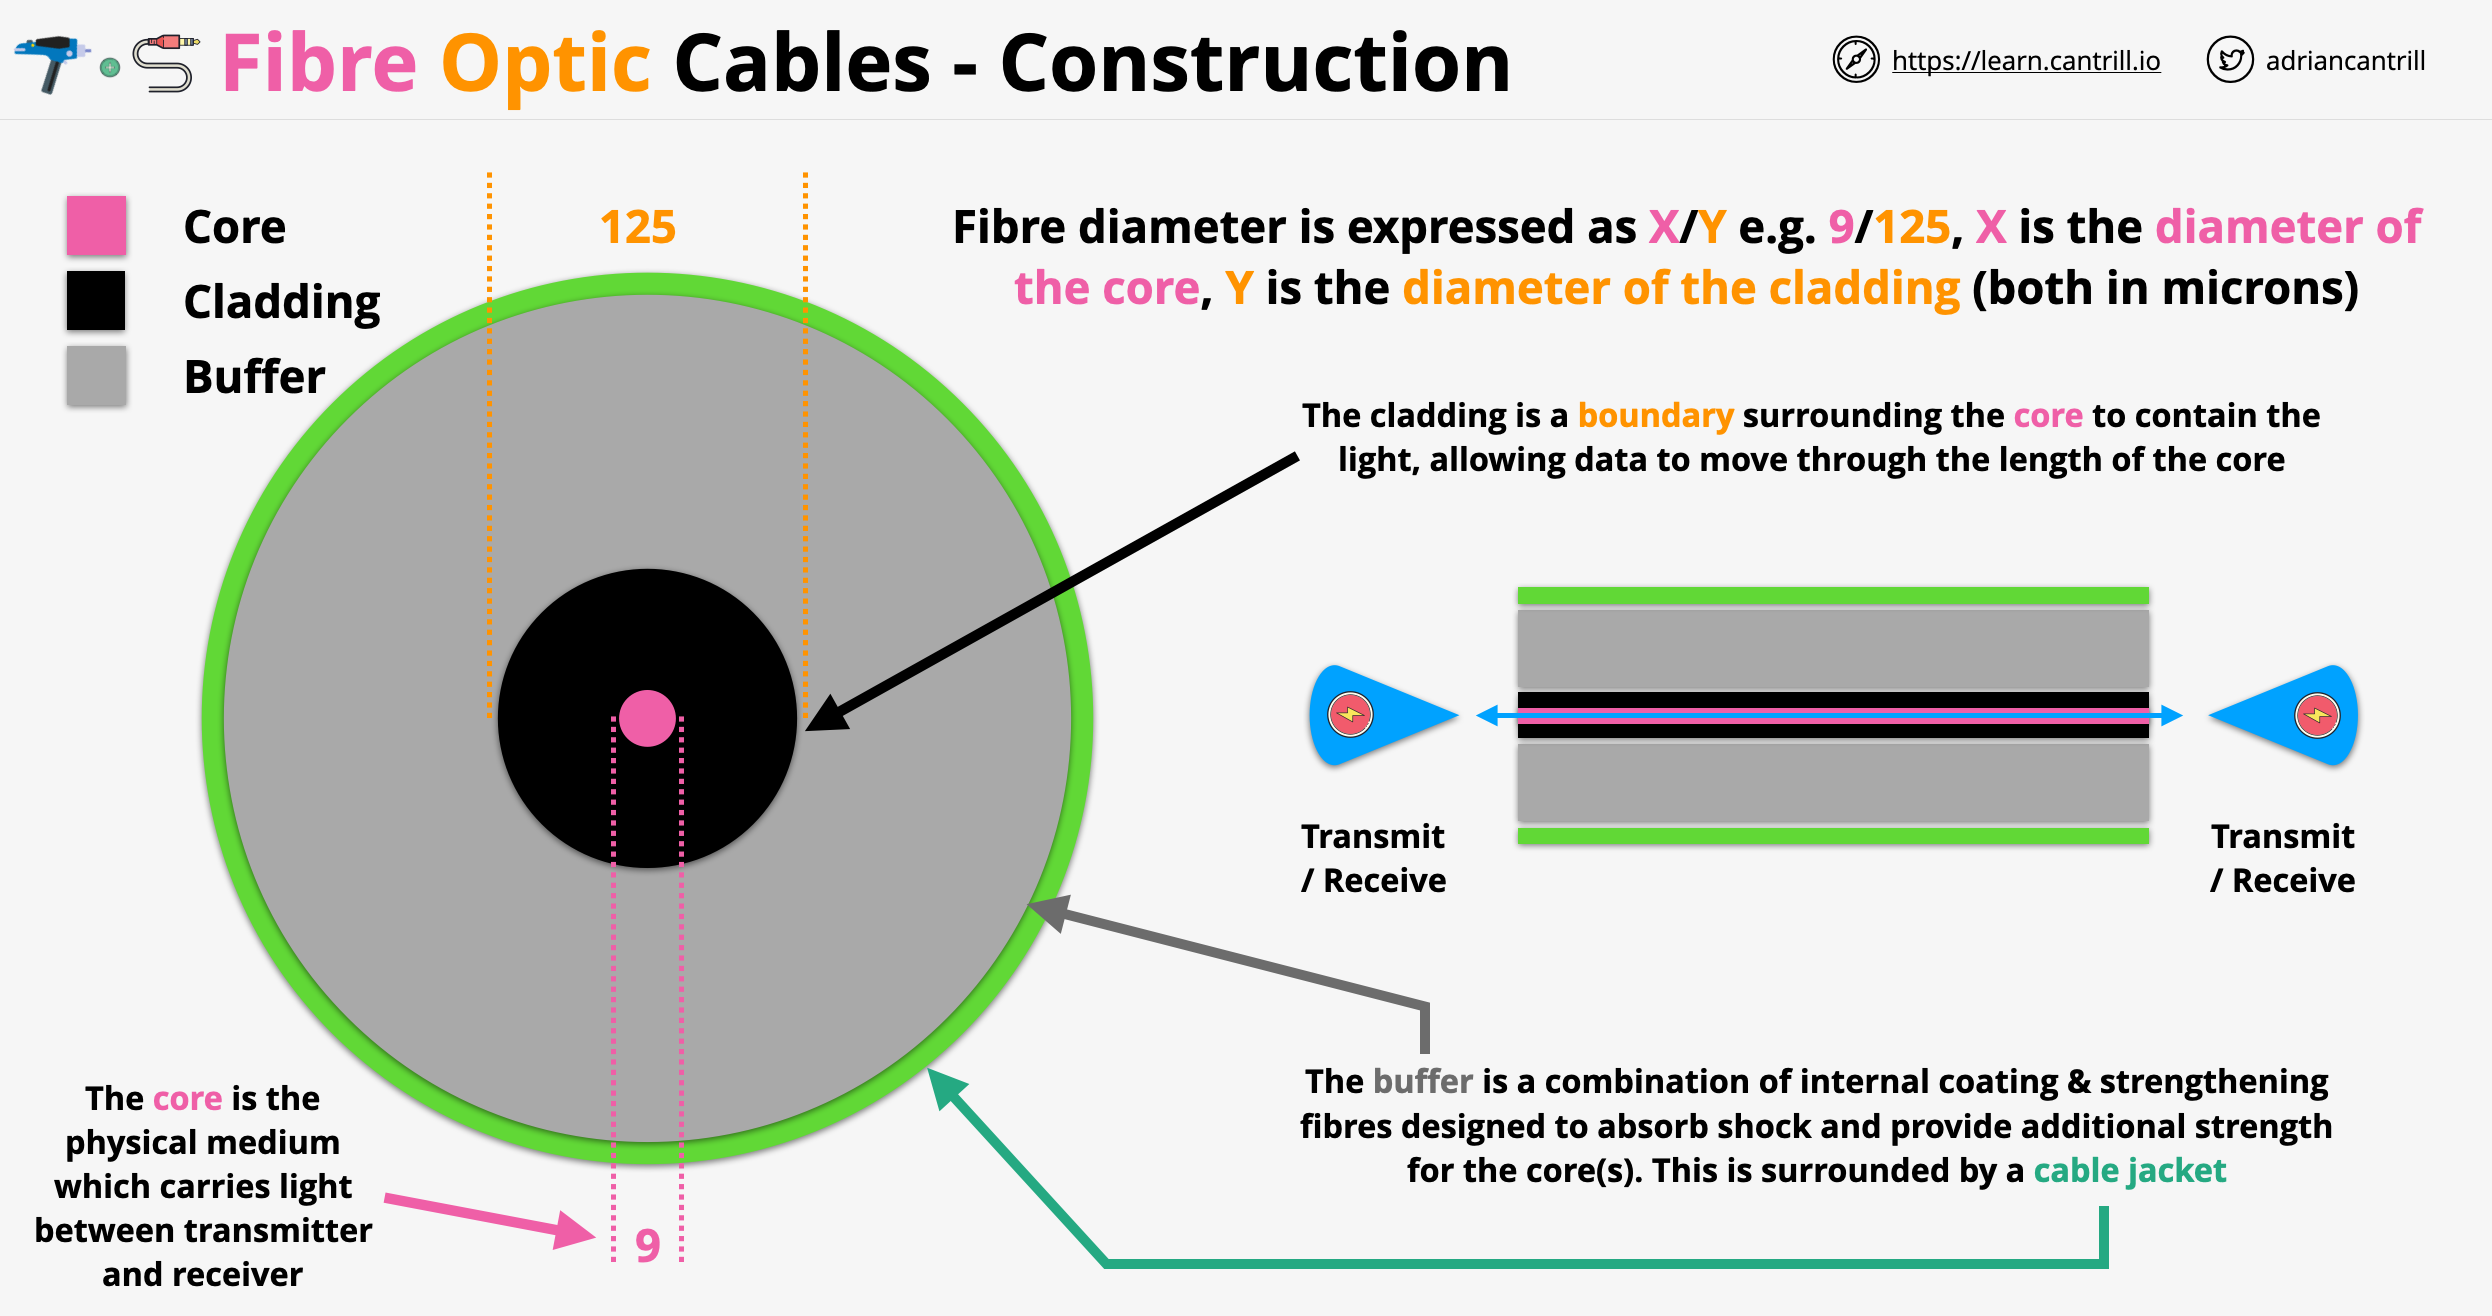 Fibre Optic Cables - Construction
https://learn.cantrill.io
adriancantrill
Core
Cladding
Buffer
125
Fibre diameter is expressed as X/Y e.g. 9/125, X is the diameter of
the core, Y is the diameter of the cladding (both in microns)
The cladding is a boundary surrounding the core to contain the
light, allowing data to move through the length of the core
Transmit
/ Receive
Transmit
/ Receive
The buffer is a combination of internal coating & strengthening
fibres designed to absorb shock and provide additional strength
for the core(s). This is surrounded by a cable jacket
The core is the
physical medium
which carries light
between transmitter
and receiver
9